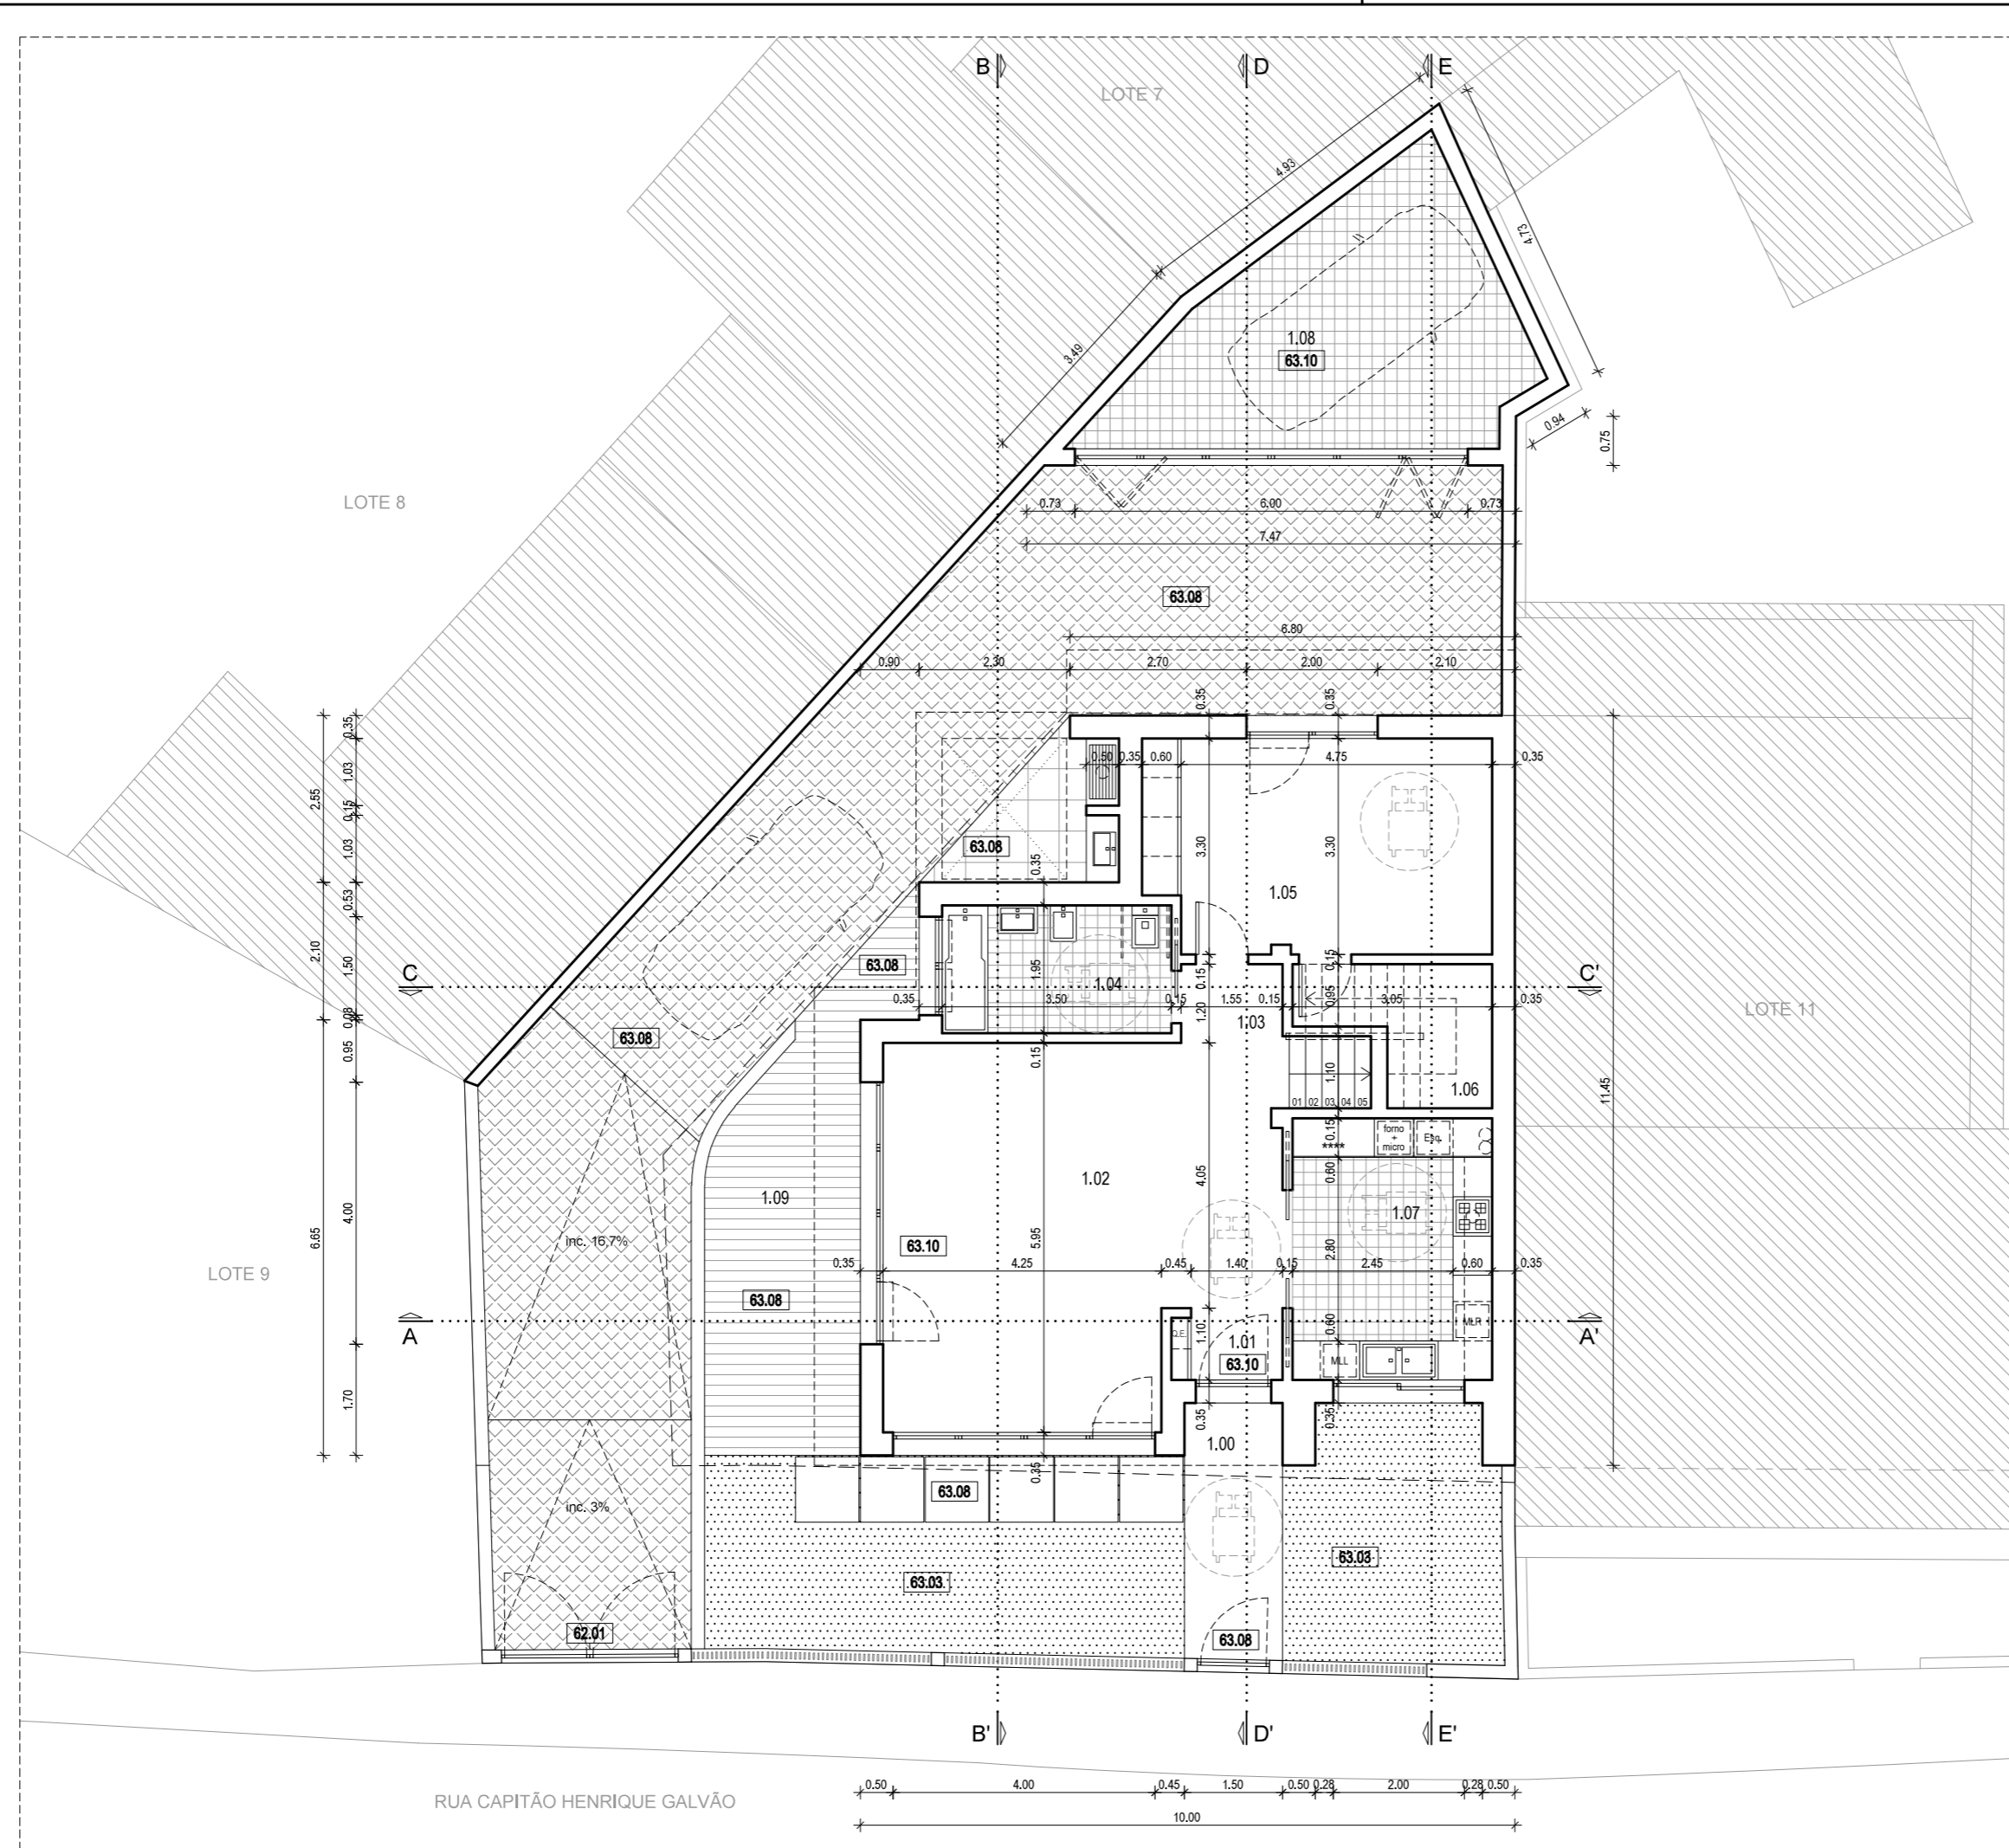 B D E
LOTE 7
4.93
4.73
3.49
1.08
63.10
0.94
0.75
LOTE 8
0.73 6.00 0.73
7.47
63.08
6.80
0.90 2.30 2.70 2.00 2.10
0.35 0.35
0.35
0.50 0.35 0.60 4.75 0.35
1.03
2.55
0.15
1.03
63.08
0.35
3.30 3.30
1.05
0.53
2.10
1.50
63.08
1.95
1.04
0.15
0.15
C C'
0.35 3.50 0.15 1.55 0.15 0.95 3.05 0.35
1.20
1.03
LOTE 11
0.08
63.08
0.95
0.15
1.10
1.06
01 02 03 04 05
11.45
0.15
****
forno + micro
Esq.
0.60
1.02
4.05
1.09
1.07
4.00
6.65
inc. 16,7%
63.10
5.95
2.80
LOTE 9
0.35 4.25 0.45 1.40 0.15 2.45 0.60 0.35
63.08
A A'
Q.E.
1.10
1.01
63.10
0.60
MLR
MLL
1.70
0.35
0.35
1.00
0.35
63.08
inc. 3%
63.03
63.03
62.01
63.08
B' D' E'
0.50 4.00 0.45 1.50 0.50 0.28 2.00 0.28 0.50
RUA CAPITÃO HENRIQUE GALVÃO
10.00